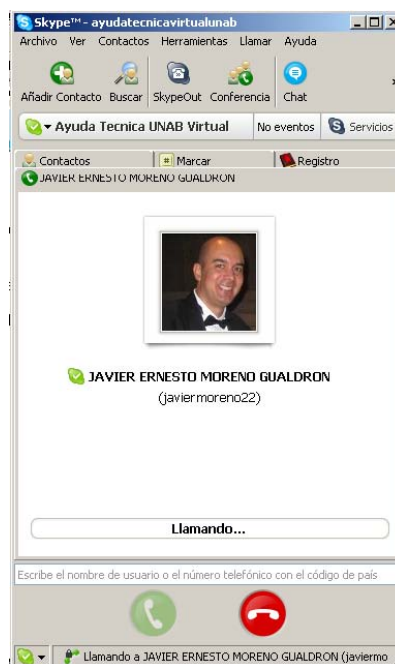 Skype™ - ayudatecnicavirtualunab
Archivo Ver Contactos Herramientas Llamar Ayuda
Añadir Contacto Buscar SkypeOut Conferencia Chat
Ayuda Tecnica UNAB Virtual No eventos Servicios
Contactos Marcar Registro
JAVIER ERNESTO MORENO GUALDRON
JAVIER ERNESTO MORENO GUALDRON
(javiermoreno22)
Llamando...
Escribe el nombre de usuario o el número telefónico con el código de país
Llamando a JAVIER ERNESTO MORENO GUALDRON (javiermo